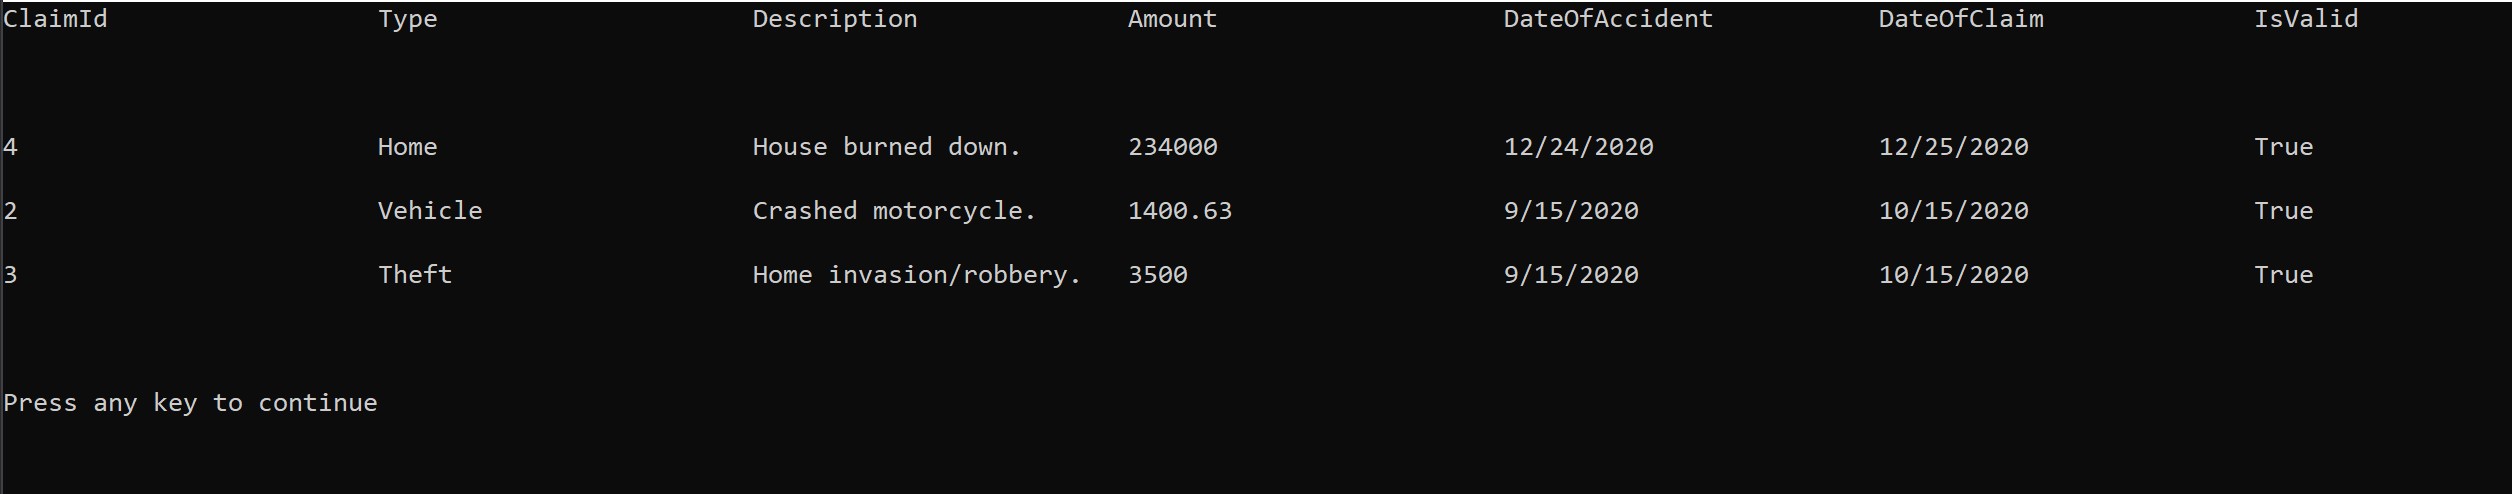 ClaimId Type Description Amount DateOfAccident DateOfClaim IsValid
4 Home House burned down. 234000 12/24/2020 12/25/2020 True
2 Vehicle Crashed motorcycle. 1400.63 9/15/2020 10/15/2020 True
3 Theft Home invasion/robbery. 3500 9/15/2020 10/15/2020 True
Press any key to continue